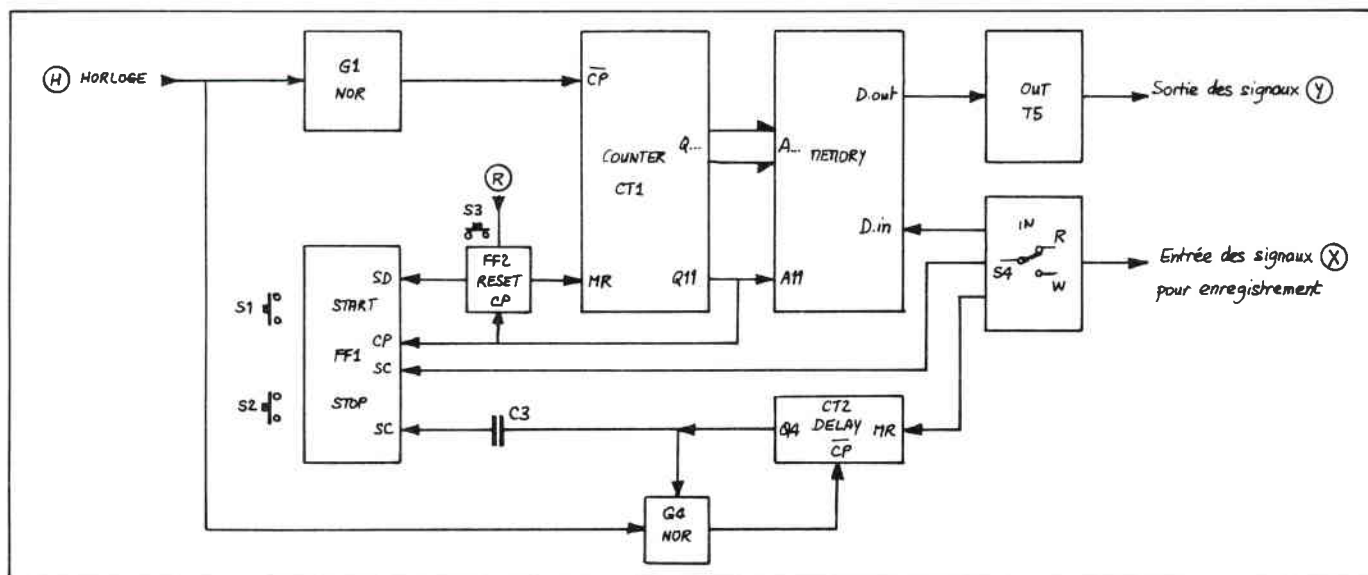 H HORLOGE
G1
NOR
CP
Q...
COUNTER
CT1
MR
Q11
A...
MEMORY
D.out
D.in
A11
OUT
T5
Sortie des signaux Y
IN
R
S4
W
Entrée des signaux X
pour enregistrement
R
S3
FF2
RESET
CP
S1
S2
SD
START
CP
FF1
SC
STOP
SC
C3
Q4
CT2
DELAY
CP
MR
G4
NOR